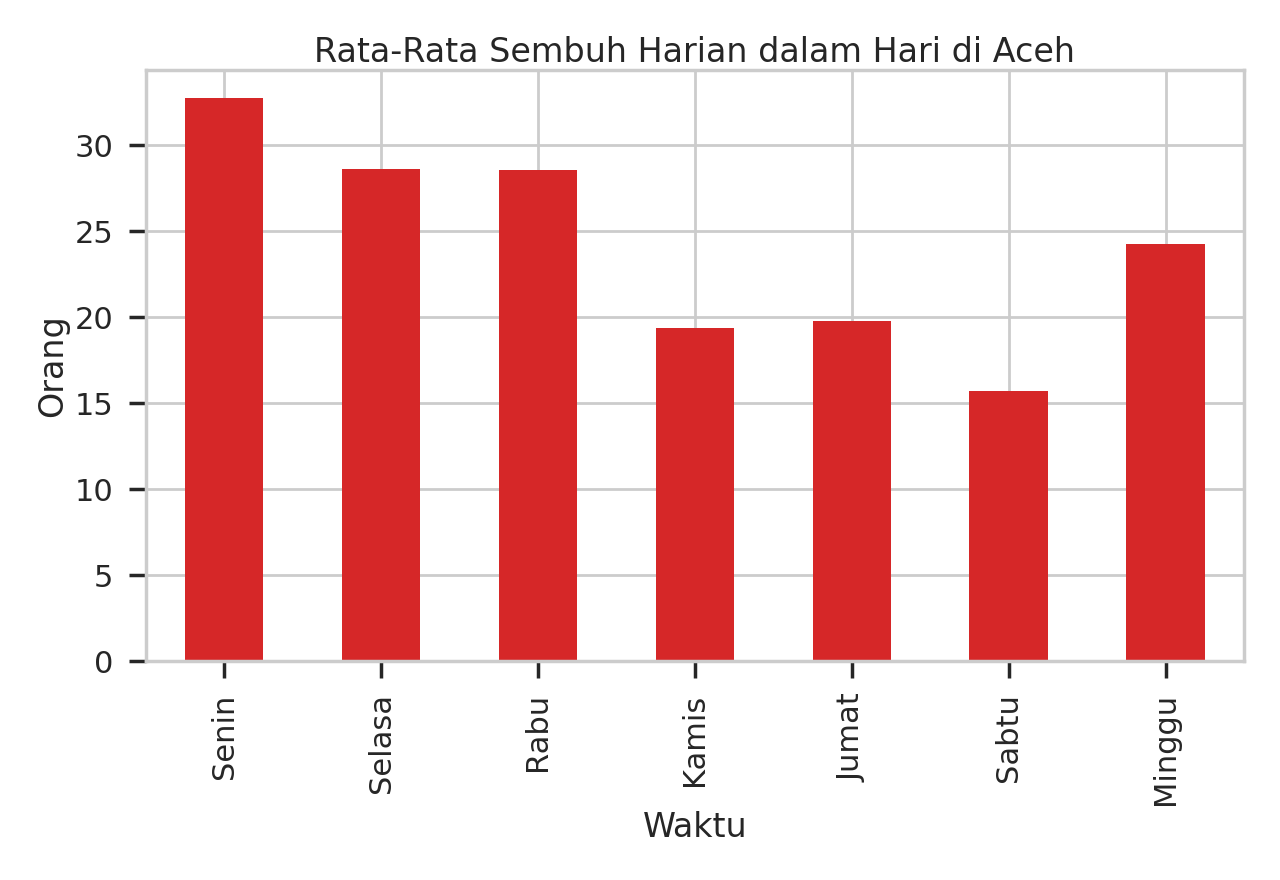 Rata-Rata Sembuh Harian dalam Hari di Aceh
Orang
30
25
20
15
10
5
0
Senin
Selasa
Rabu
Kamis
Jumat
Sabtu
Minggu
Waktu